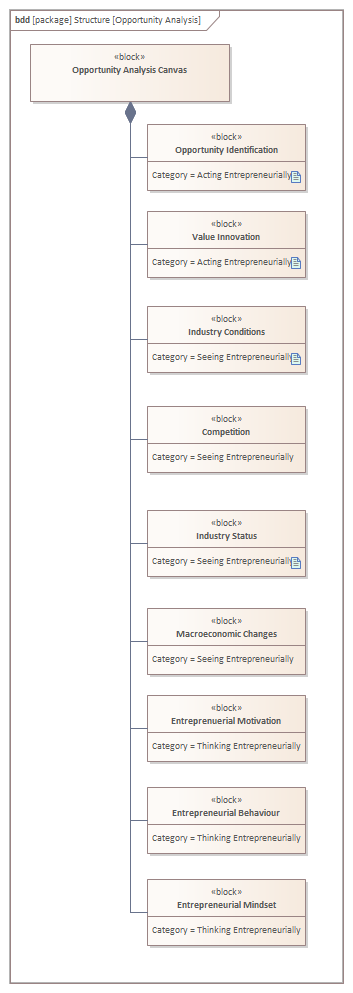 bdd [package] Structure [Opportunity Analysis]
«block»
Opportunity Analysis Canvas
«block»
Opportunity Identification
Category = Acting Entrepreneurially
«block»
Value Innovation
Category = Acting Entrepreneurially
«block»
Industry Conditions
Category = Seeing Entrepreneurially
«block»
Competition
Category = Seeing Entrepreneurially
«block»
Industry Status
Category = Seeing Entrepreneurially
«block»
Macroeconomic Changes
Category = Seeing Entrepreneurially
«block»
Entreprenuerial Motivation
Category = Thinking Entrepreneurially
«block»
Entrepreneurial Behaviour
Category = Thinking Entrepreneurially
«block»
Entrepreneurial Mindset
Category = Thinking Entrepreneurially